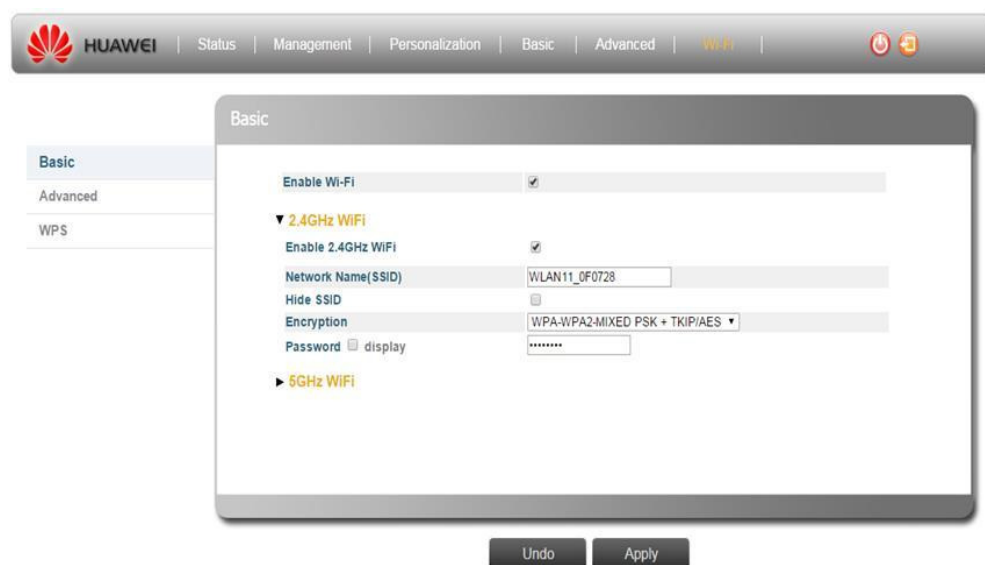 HUAWEI | Status | Management | Personalization | Basic | Advanced | Wi-Fi |
Basic
Basic
Advanced
WPS
Enable Wi-Fi
▼ 2.4GHz WiFi
Enable 2.4GHz WiFi
Network Name(SSID) WLAN11_0F0728
Hide SSID
Encryption WPA-WPA2-MIXED PSK + TKIP/AES ▼
Password display ••••••••
► 5GHz WiFi
Undo Apply